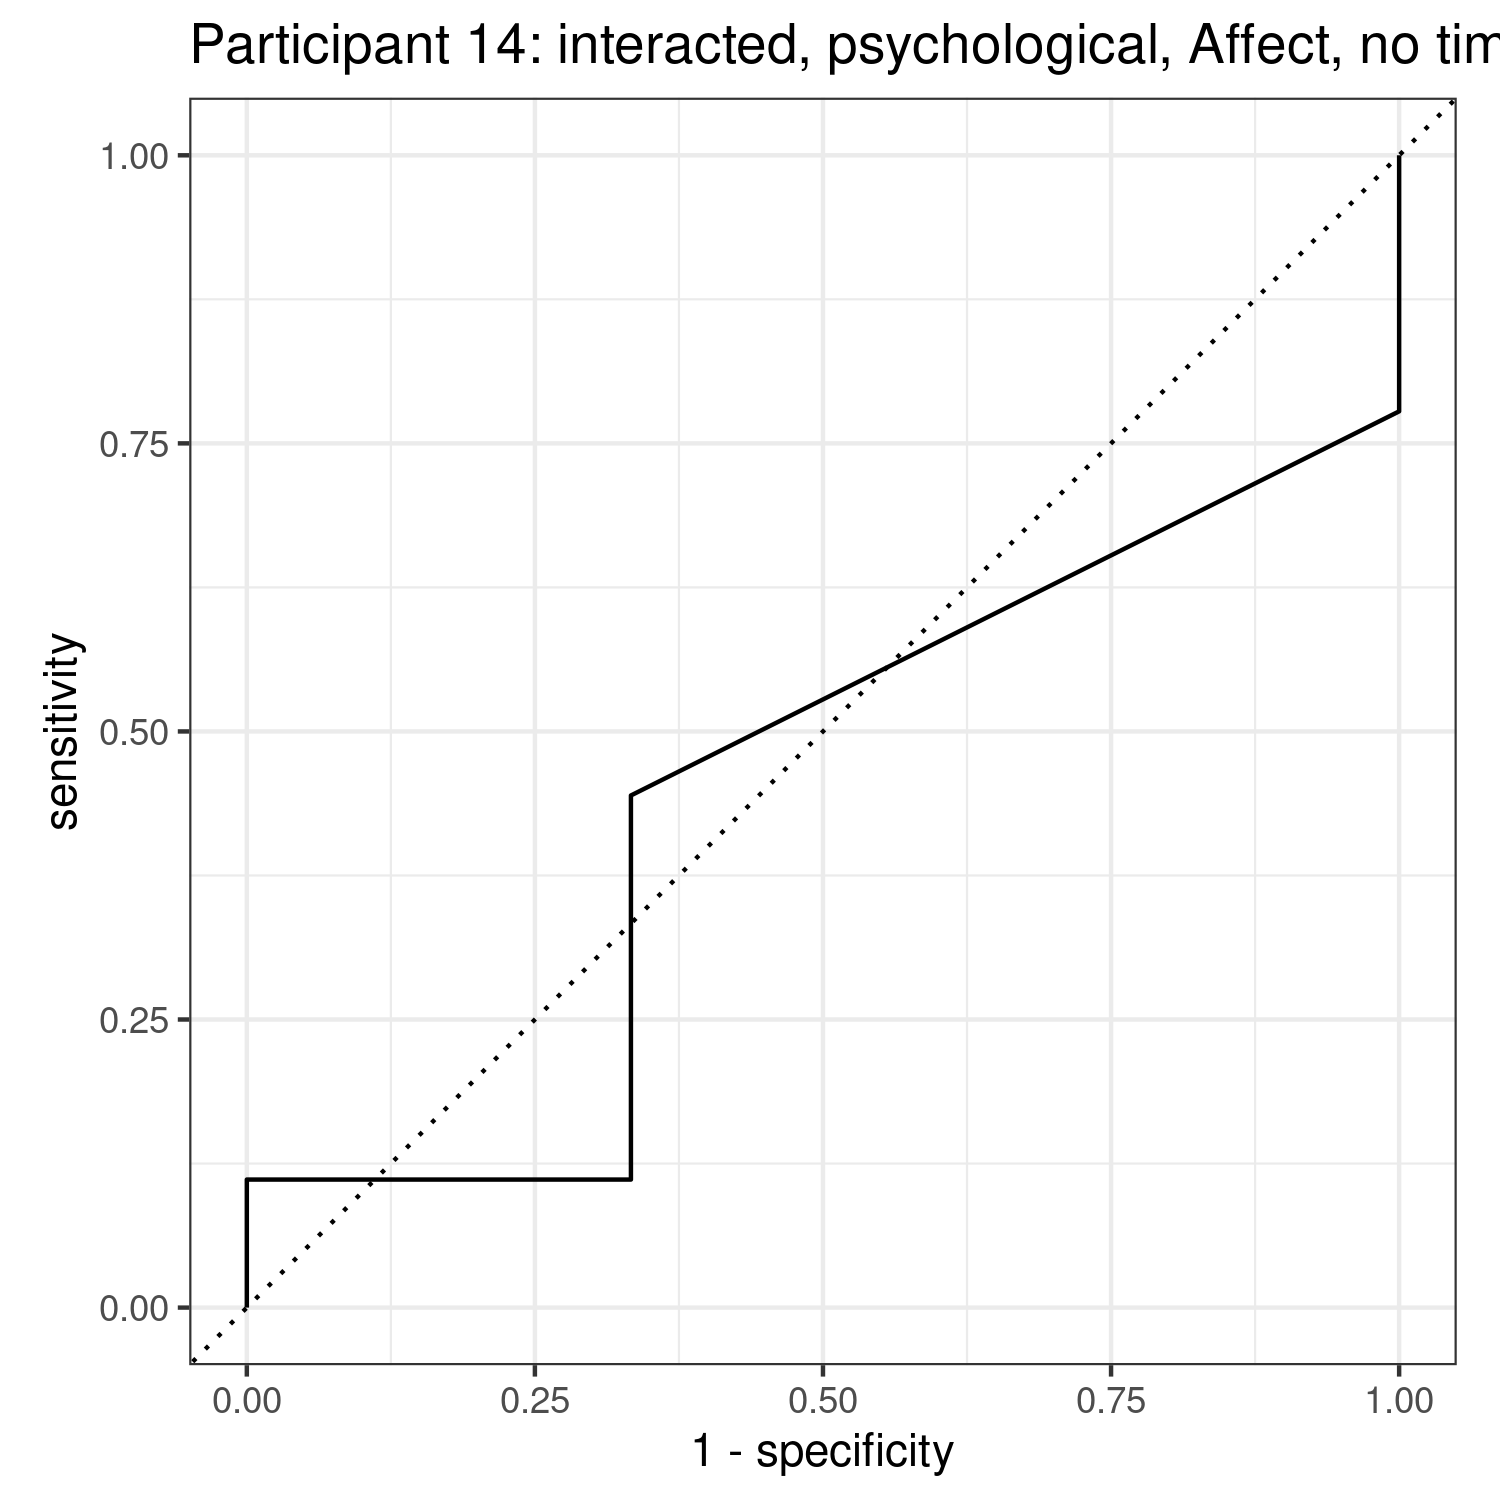 Participant 14: interacted, psychological, Affect, no tim
1.00
0.75
0.50
0.25
0.00
sensitivity
0.00 0.25 0.50 0.75 1.00
1 - specificity